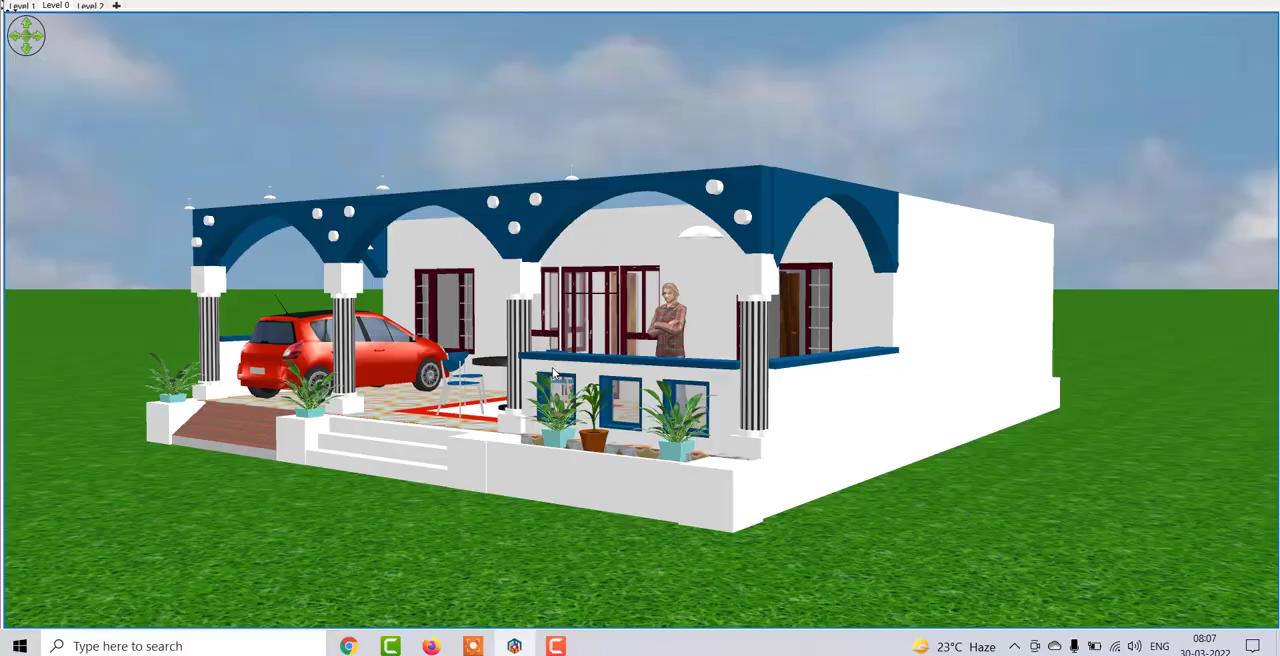 Level 1 Level 0 Level 2
Type here to search
23°C Haze
ENG
08:07
30-03-2022